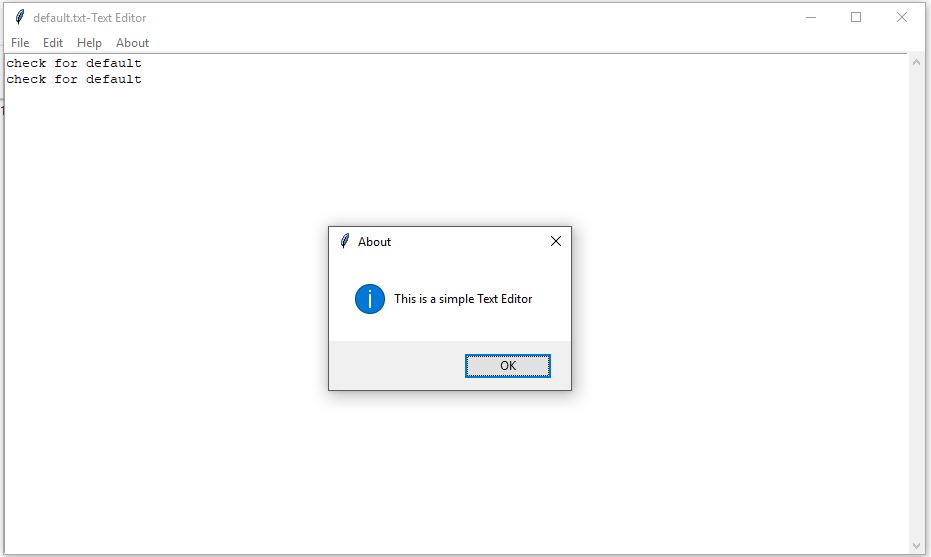 default.txt-Text Editor
File Edit Help About
check for default
check for default
About
This is a simple Text Editor
OK